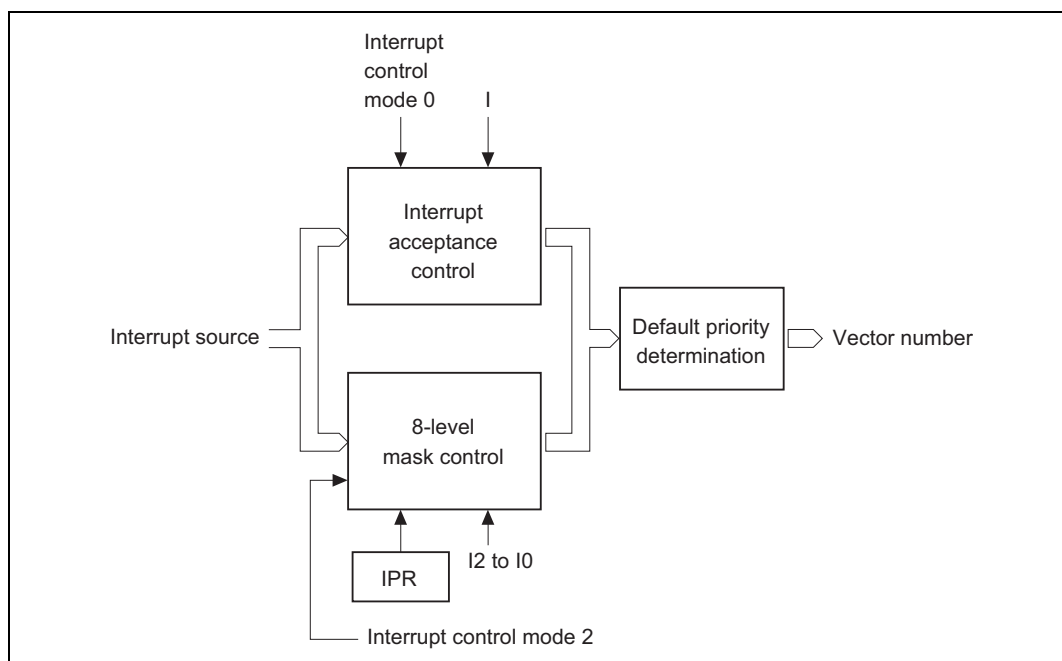 Interrupt
control
mode 0
I
Interrupt
acceptance
control
Interrupt source
Default priority
determination
Vector number
8-level
mask control
I2 to I0
IPR
Interrupt control mode 2